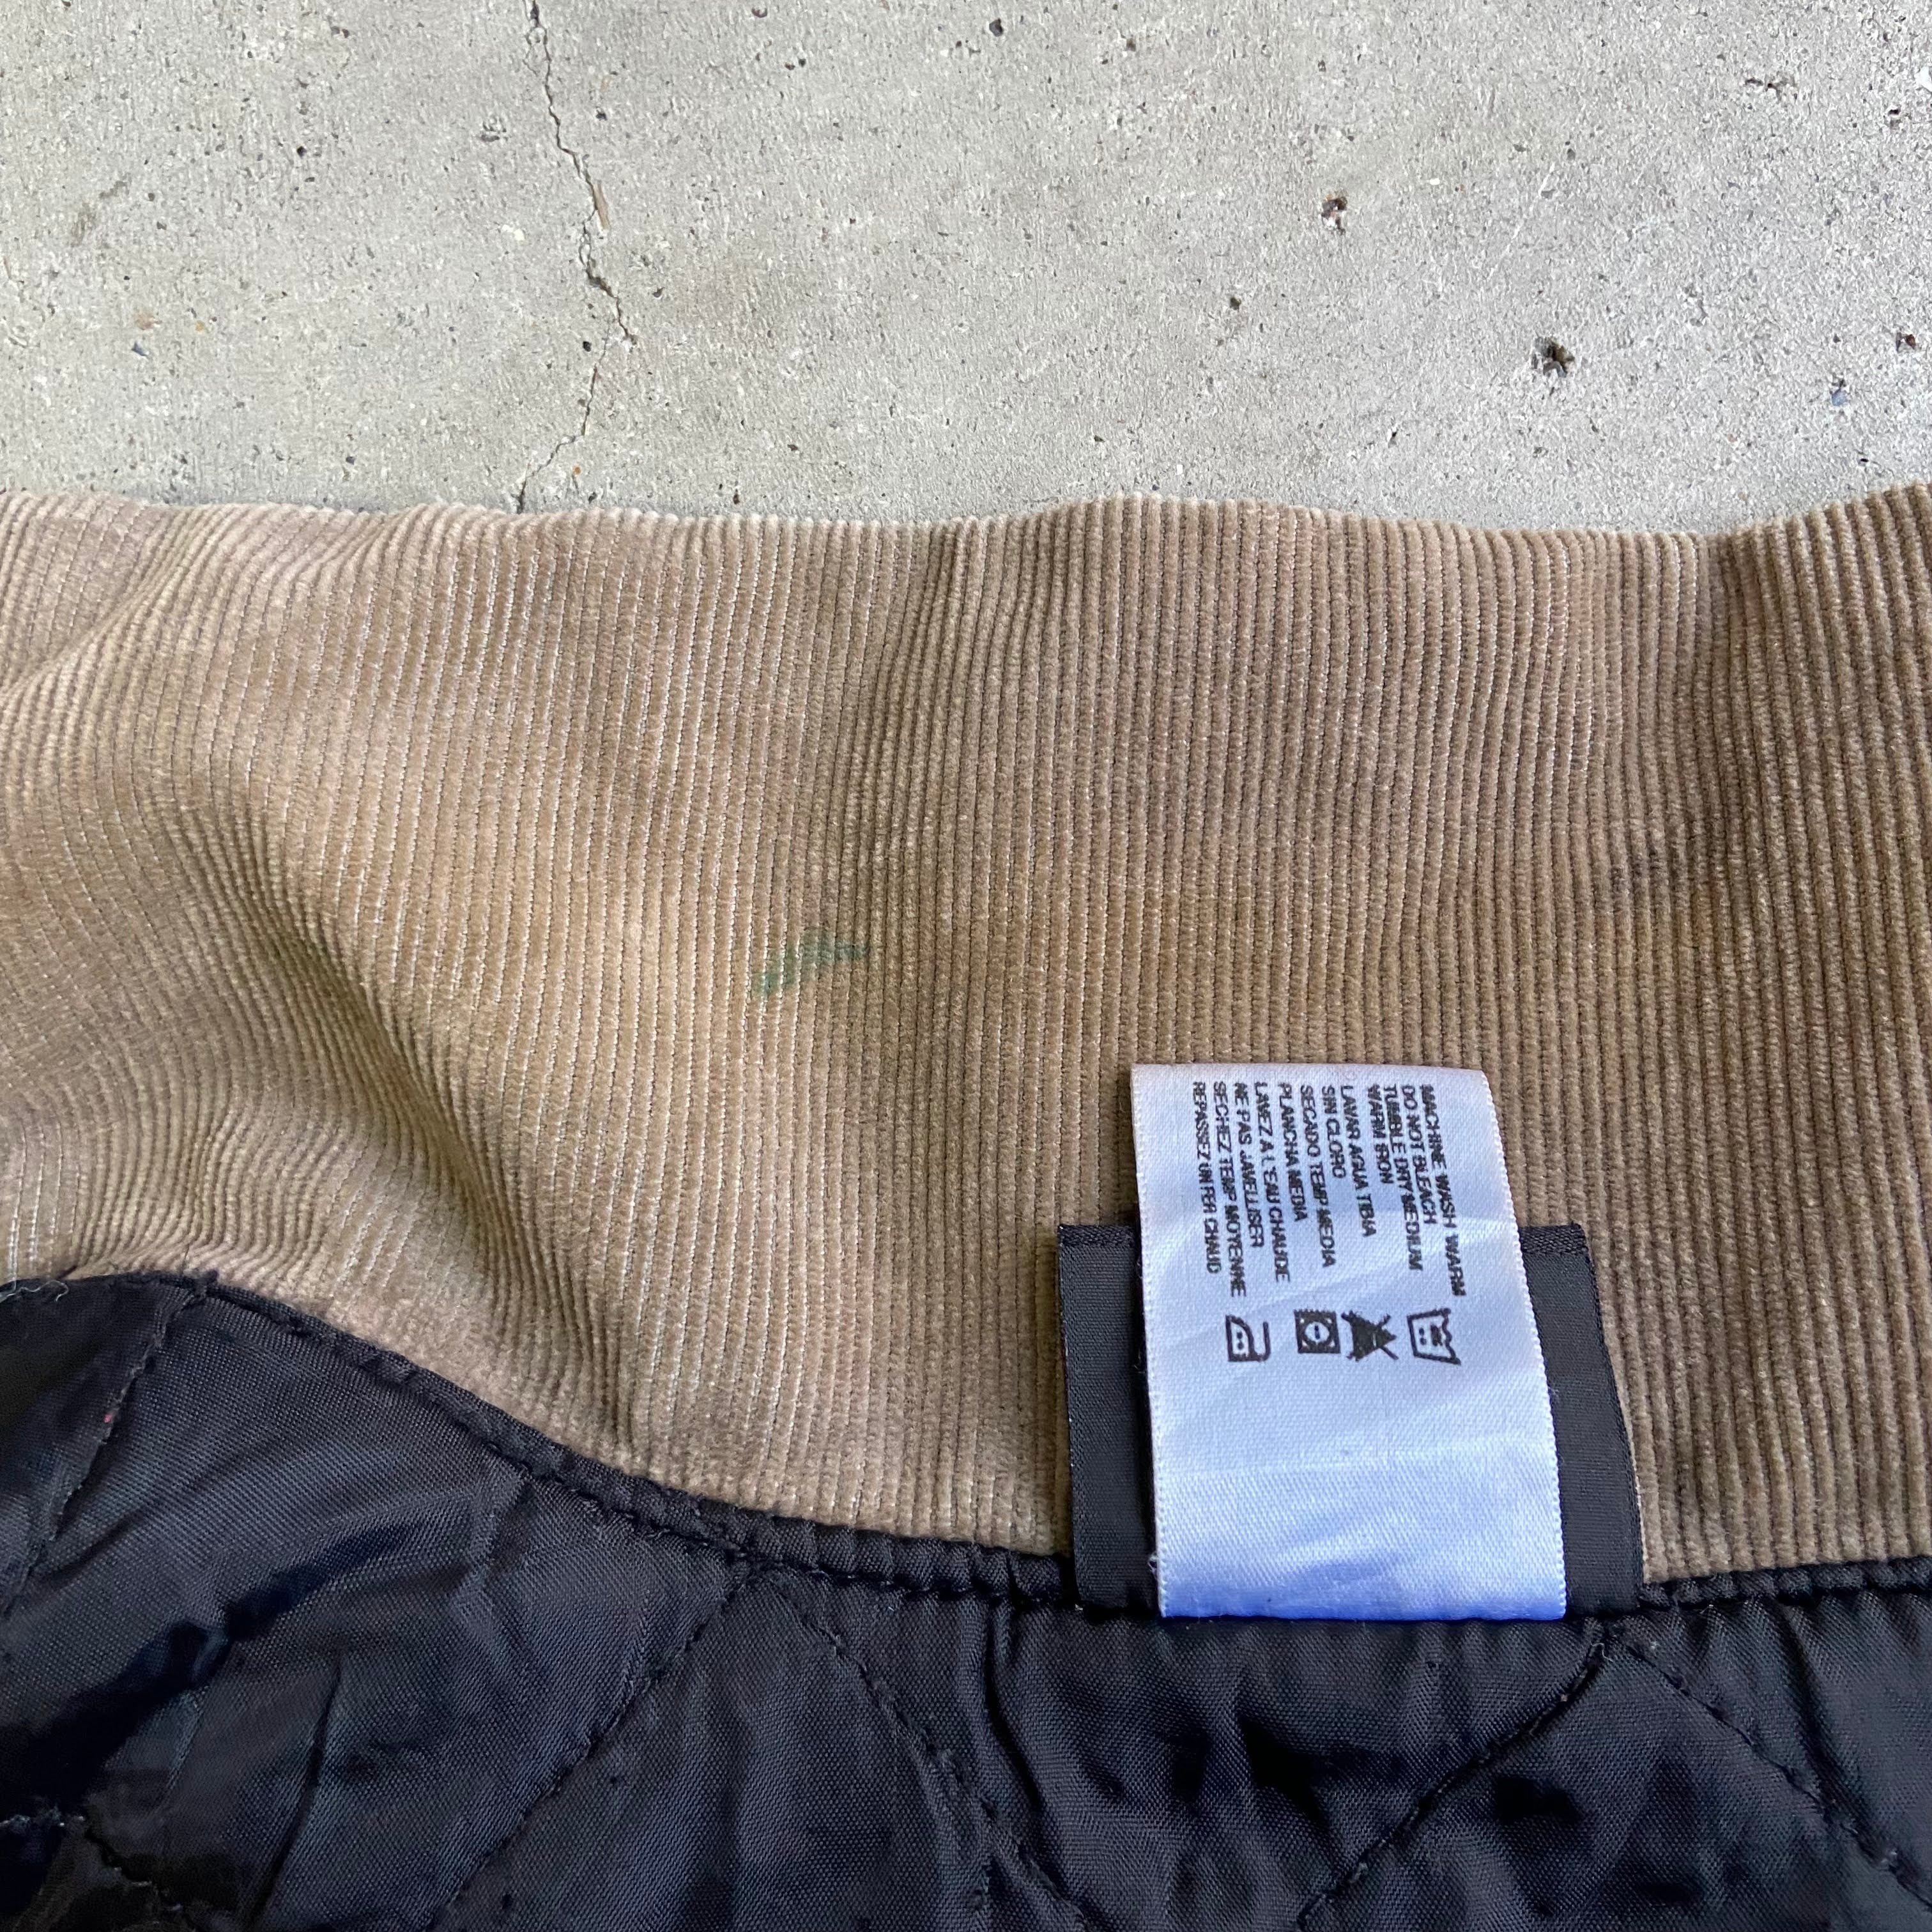 MACHINE WASH WARM
DO NOT BLEACH
TUMBLE DRY MEDIUM
WARM IRON
LAVAR AGUA TIBIA
SIN CLORO
SECADO TEMP MEDIA
PLANCHA MEDIA
LAVEZ A L'EAU CHAUDE
NE PAS JAVELLISER
SECHEZ TEMP MOYENNE
REPASSEZ UN FER CHAUD